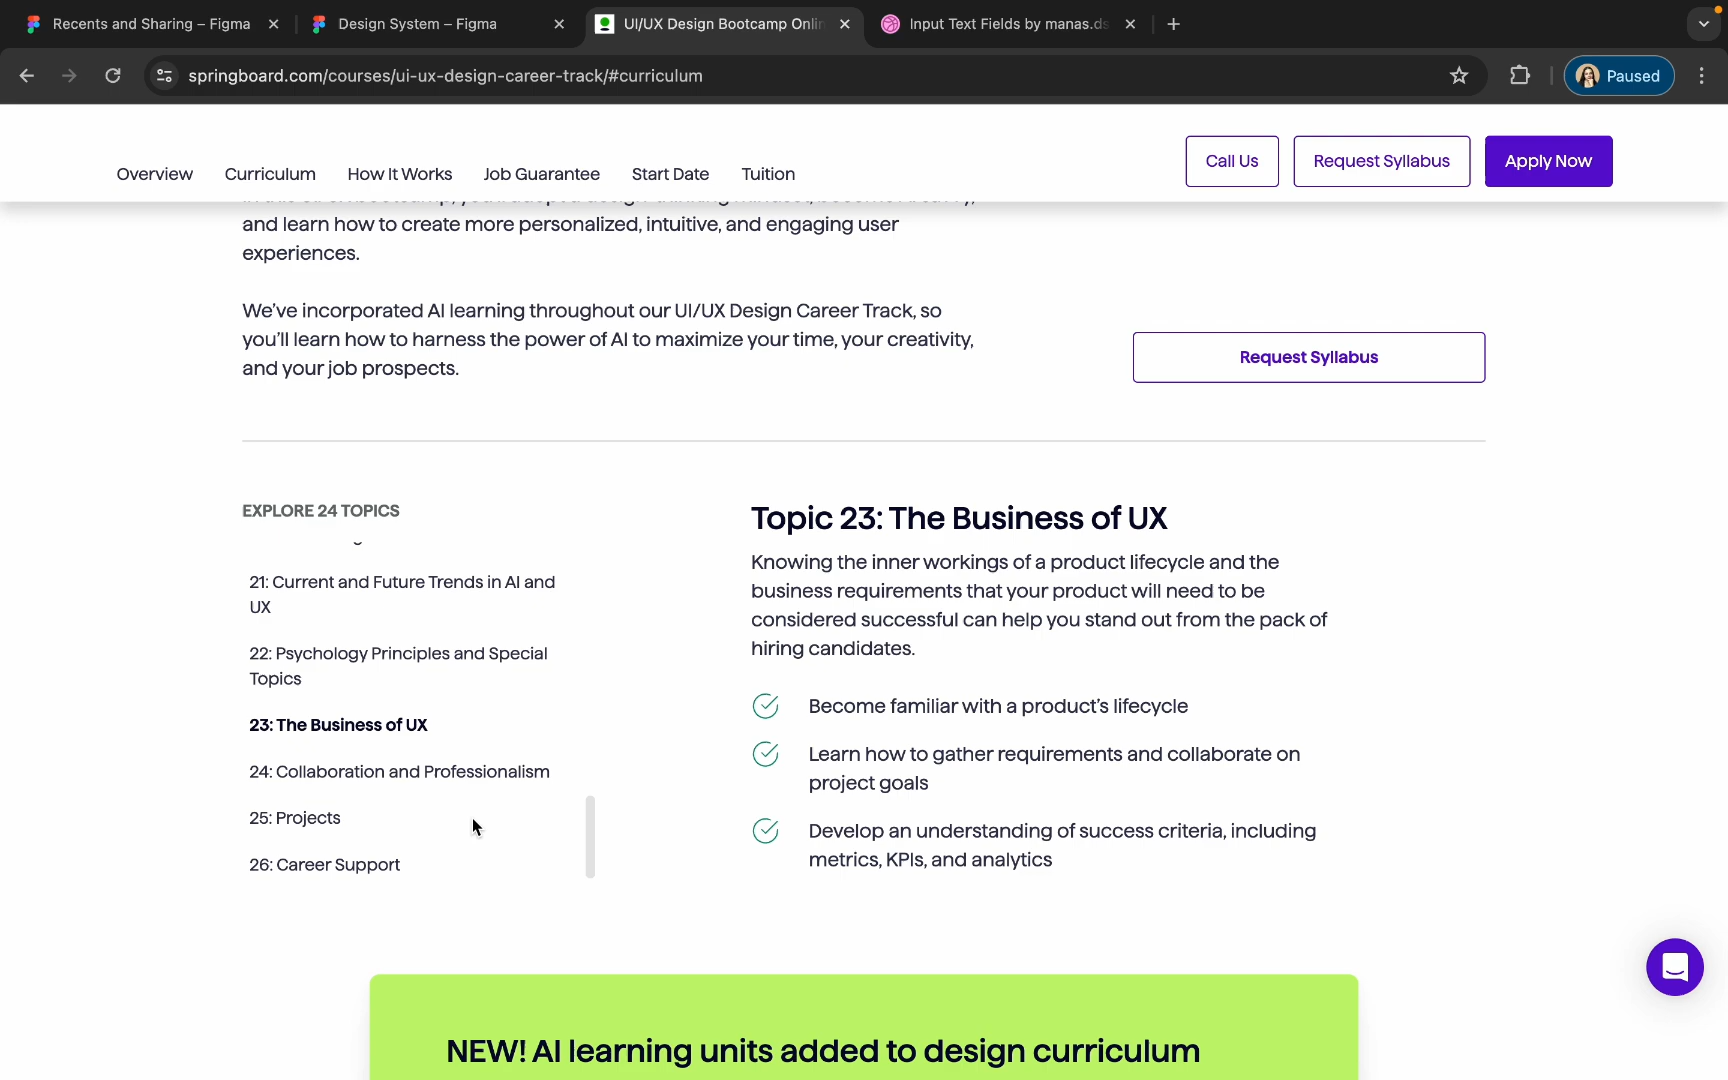 Recents and Sharing – Figma
Design System – Figma
UI/UX Design Bootcamp Onlin
Input Text Fields by manas.ds
springboard.com/courses/ui-ux-design-career-track/#curriculum
Paused
Overview
Curriculum
How It Works
Job Guarantee
Start Date
Tuition
Call Us
Request Syllabus
Apply Now
and learn how to create more personalized, intuitive, and engaging user
experiences.
We've incorporated AI learning throughout our UI/UX Design Career Track, so
you'll learn how to harness the power of AI to maximize your time, your creativity,
and your job prospects.
Request Syllabus
EXPLORE 24 TOPICS
21: Current and Future Trends in AI and
UX
22: Psychology Principles and Special
Topics
23: The Business of UX
24: Collaboration and Professionalism
25: Projects
26: Career Support
Topic 23: The Business of UX
Knowing the inner workings of a product lifecycle and the
business requirements that your product will need to be
considered successful can help you stand out from the pack of
hiring candidates.
Become familiar with a product's lifecycle
Learn how to gather requirements and collaborate on
project goals
Develop an understanding of success criteria, including
metrics, KPIs, and analytics
NEW! AI learning units added to design curriculum